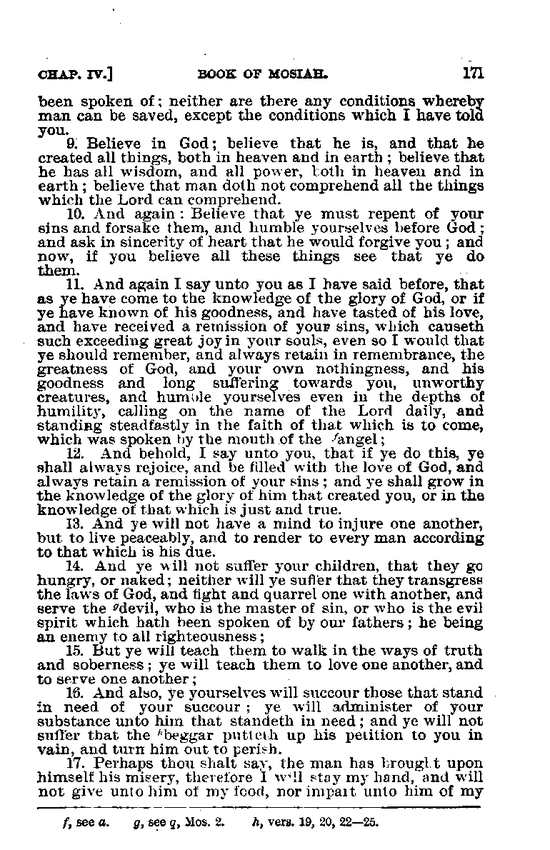 CHAP. IV.] BOOK OF MOSIAH. 171
been spoken of; neither are there any conditions whereby
man can be saved, except the conditions which I have told
you.
9. Believe in God; believe that he is, and that he
created all things, both in heaven and in earth; believe that
he has all wisdom, and all power, both in heaven and in
earth; believe that man doth not comprehend all the things
which the Lord can comprehend.
10. And again: Believe that ye must repent of your
sins and forsake them, and humble yourselves before God;
and ask in sincerity of heart that he would forgive you; and
now, if you believe all these things see that ye do
them.
11. And again I say unto you as I have said before, that
as ye have come to the knowledge of the glory of God, or if
ye have known of his goodness, and have tasted of his love,
and have received a remission of your sins, which causeth
such exceeding great joy in your souls, even so I would that
ye should remember, and always retain in remembrance, the
greatness of God, and your own nothingness, and his
goodness and long suffering towards you, unworthy
creatures, and humble yourselves even in the depths of
humility, calling on the name of the Lord daily, and
standing steadfastly in the faith of that which is to come,
which was spoken by the mouth of the ᶠangel;
12. And behold, I say unto you, that if ye do this, ye
shall always rejoice, and be filled with the love of God, and
always retain a remission of your sins; and ye shall grow in
the knowledge of the glory of him that created you, or in the
knowledge of that which is just and true.
13. And ye will not have a mind to injure one another,
but to live peaceably, and to render to every man according
to that which is his due.
14. And ye will not suffer your children, that they go
hungry, or naked; neither will ye suffer that they transgress
the laws of God, and fight and quarrel one with another, and
serve the ᵍdevil, who is the master of sin, or who is the evil
spirit which hath been spoken of by our fathers; he being
an enemy to all righteousness;
15. But ye will teach them to walk in the ways of truth
and soberness; ye will teach them to love one another, and
to serve one another;
16. And also, ye yourselves will succour those that stand
in need of your succour; ye will administer of your
substance unto him that standeth in need; and ye will not
suffer that the ʰbeggar putteth up his petition to you in
vain, and turn him out to perish.
17. Perhaps thou shalt say, the man has brought upon
himself his misery, therefore I will stay my hand, and will
not give unto him of my food, nor impart unto him of my
f, see a. g, see q, Mos. 2. h, vers. 19, 20, 22—25.